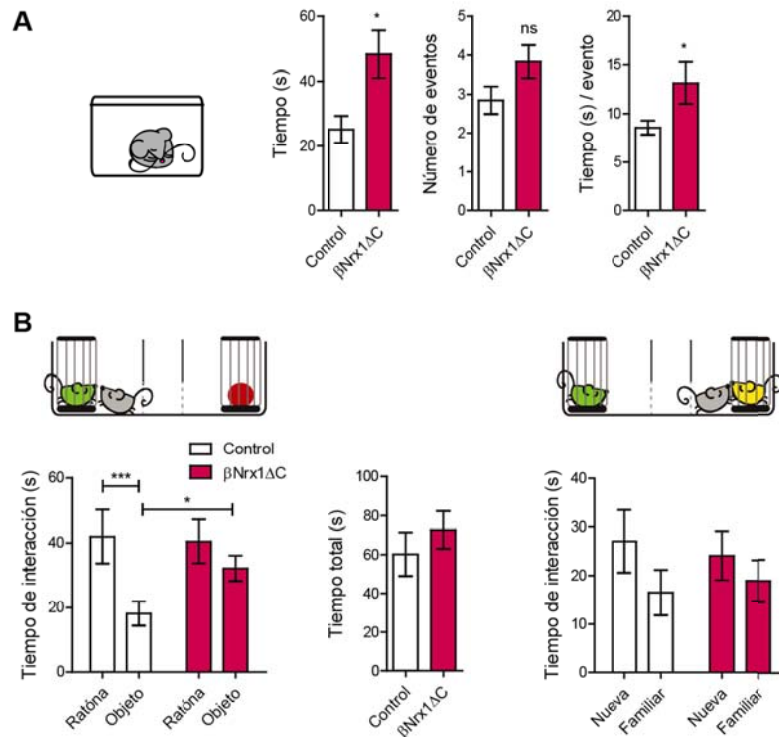 A
Tiempo (s)
60
40
20
0
*
Control
βNrx1ΔC
Número de eventos
5
4
3
2
1
0
ns
Control
βNrx1ΔC
Tiempo (s) / evento
20
15
10
5
0
*
Control
βNrx1ΔC
B
Control
βNrx1ΔC
Tiempo de interacción (s)
60
40
20
0
***
*
Ratóna
Objeto
Ratóna
Objeto
Tiempo total (s)
100
80
60
40
20
0
Control
βNrx1ΔC
Tiempo de interacción (s)
40
30
20
10
0
Nueva
Familiar
Nueva
Familiar